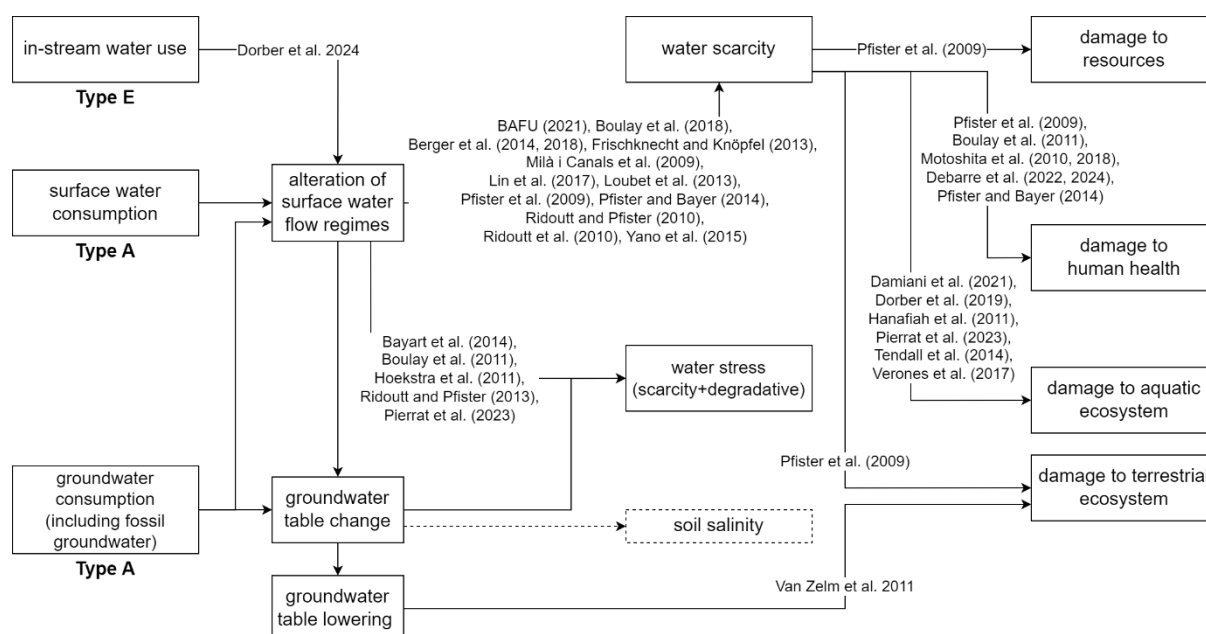 in-stream water use
Type E
Dorber et al. 2024
surface water
consumption
Type A
alteration of
surface water
flow regimes
groundwater
consumption
(including fossil
groundwater)
Type A
groundwater
table change
groundwater
table lowering
Bayart et al. (2014),
Boulay et al. (2011),
Hoekstra et al. (2011),
Ridoutt and Pfister (2013),
Pierrat et al. (2023)
water scarcity
BAFU (2021), Boulay et al. (2018),
Berger et al. (2014, 2018), Frischknecht and Knöpfel (2013),
Milà i Canals et al. (2009),
Lin et al. (2017), Loubet et al. (2013),
Pfister et al. (2009), Pfister and Bayer (2014),
Ridoutt and Pfister (2010),
Ridoutt et al. (2010), Yano et al. (2015)
water stress
(scarcity+degradative)
soil salinity
Pfister et al. (2009)
damage to
resources
Pfister et al. (2009),
Boulay et al. (2011),
Motoshita et al. (2010, 2018),
Debarre et al. (2022, 2024),
Pfister and Bayer (2014)
damage to
human health
Damiani et al. (2021),
Dorber et al. (2019),
Hanafiah et al. (2011),
Pierrat et al. (2023),
Tendall et al. (2014),
Verones et al. (2017)
damage to aquatic
ecosystem
Pfister et al. (2009)
damage to terrestrial
ecosystem
Van Zelm et al. 2011